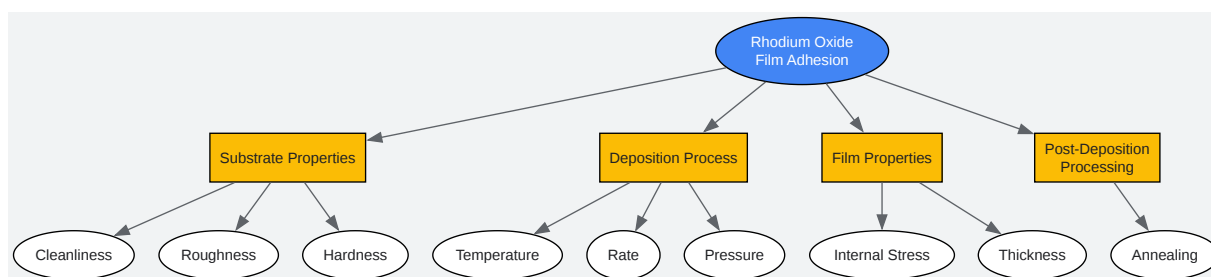 Rhodium Oxide
Film Adhesion
Substrate Properties
Deposition Process
Film Properties
Post-Deposition
Processing
Cleanliness
Roughness
Hardness
Temperature
Rate
Pressure
Internal Stress
Thickness
Annealing